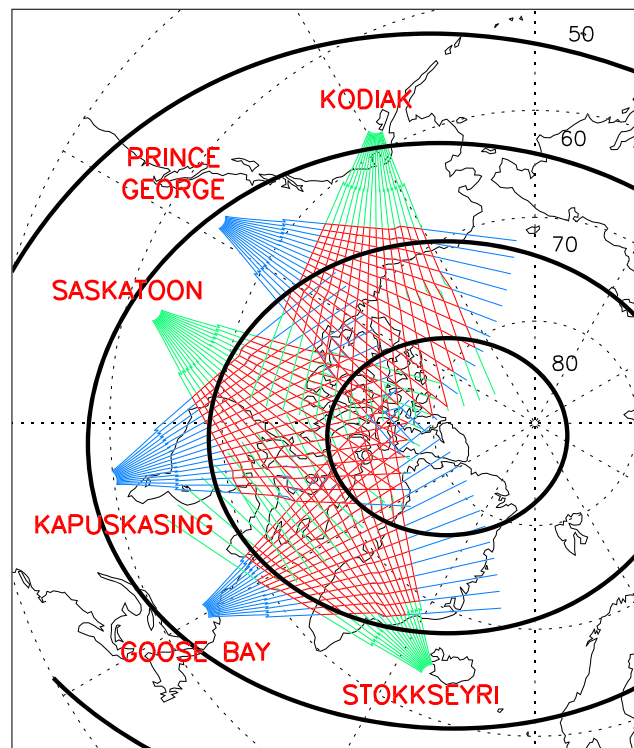 50
KODIAK
60
PRINCE
GEORGE
70
SASKATOON
80
KAPUSKASING
GOOSE BAY
STOKKSEYRI